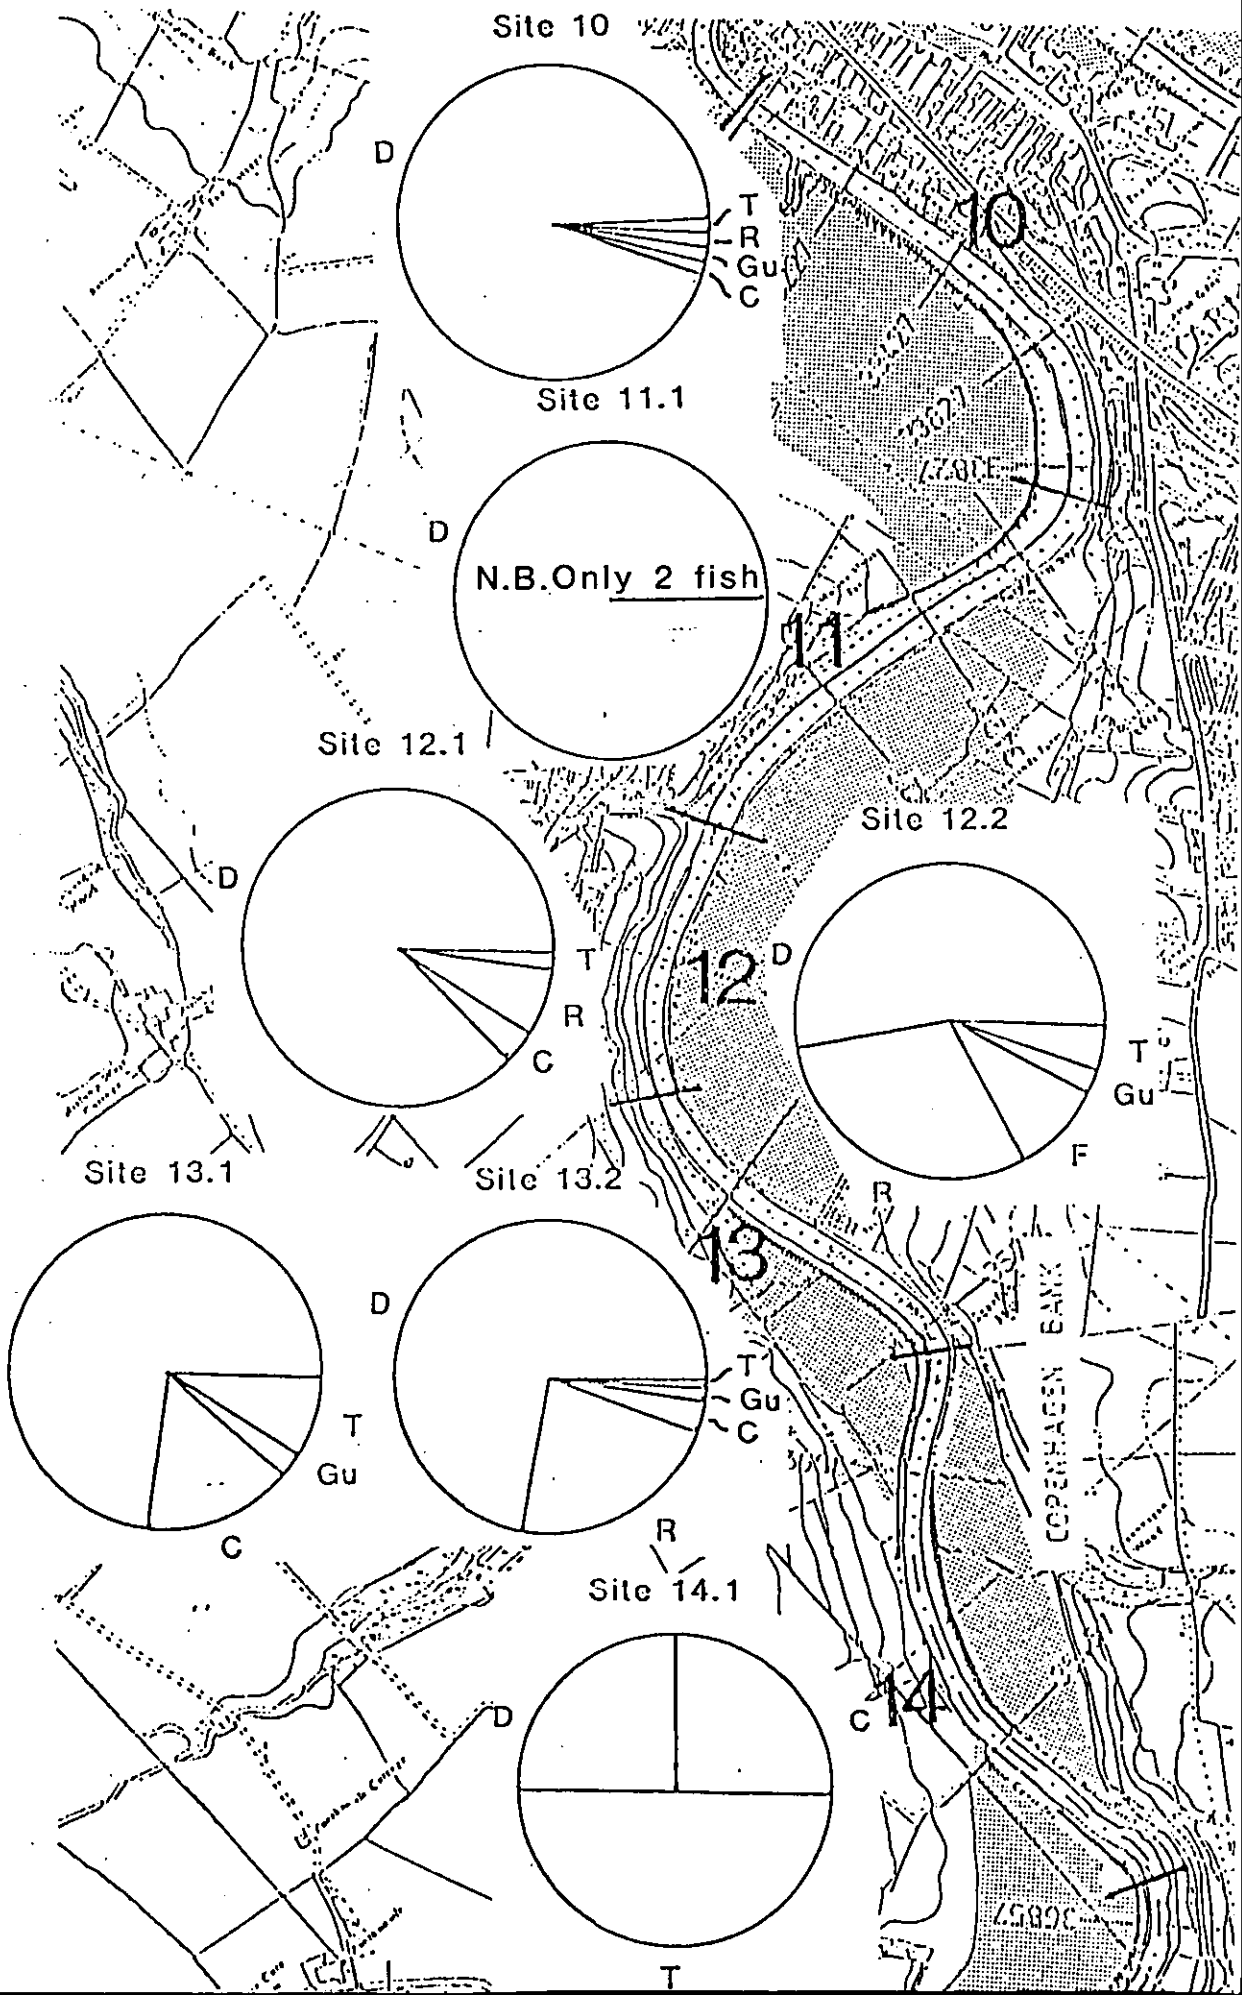 Site 10
D
T
R
Gu
C
10
Site 11.1
D
N.B.Only 2 fish
11
Site 12.1
D
T
R
C
12
Site 12.2
D
T
Gu
F
R
Site 13.1
T
Gu
C
Site 13.2
D
T
Gu
C
R
13
COPENHAGEN BANK
Site 14.1
D
C
T
14